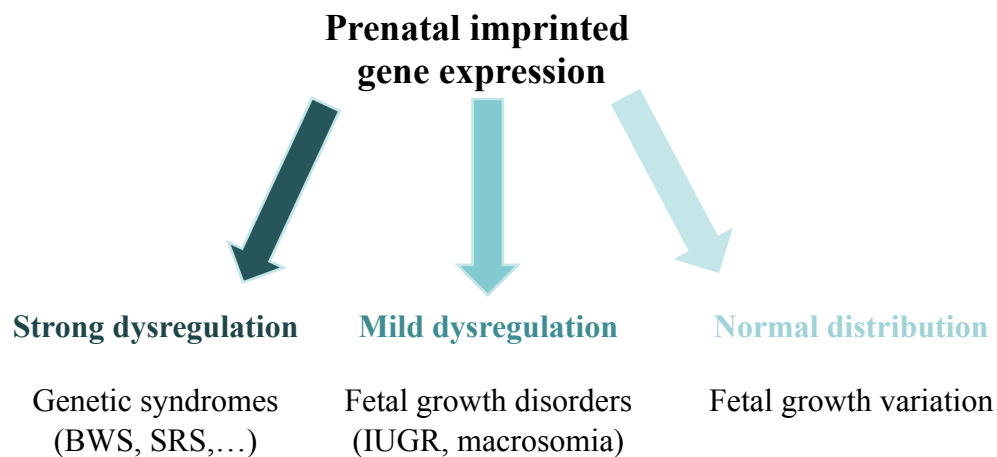 Prenatal imprinted
gene expression
Strong dysregulation
Mild dysregulation
Normal distribution
Genetic syndromes
(BWS, SRS,…)
Fetal growth disorders
(IUGR, macrosomia)
Fetal growth variation